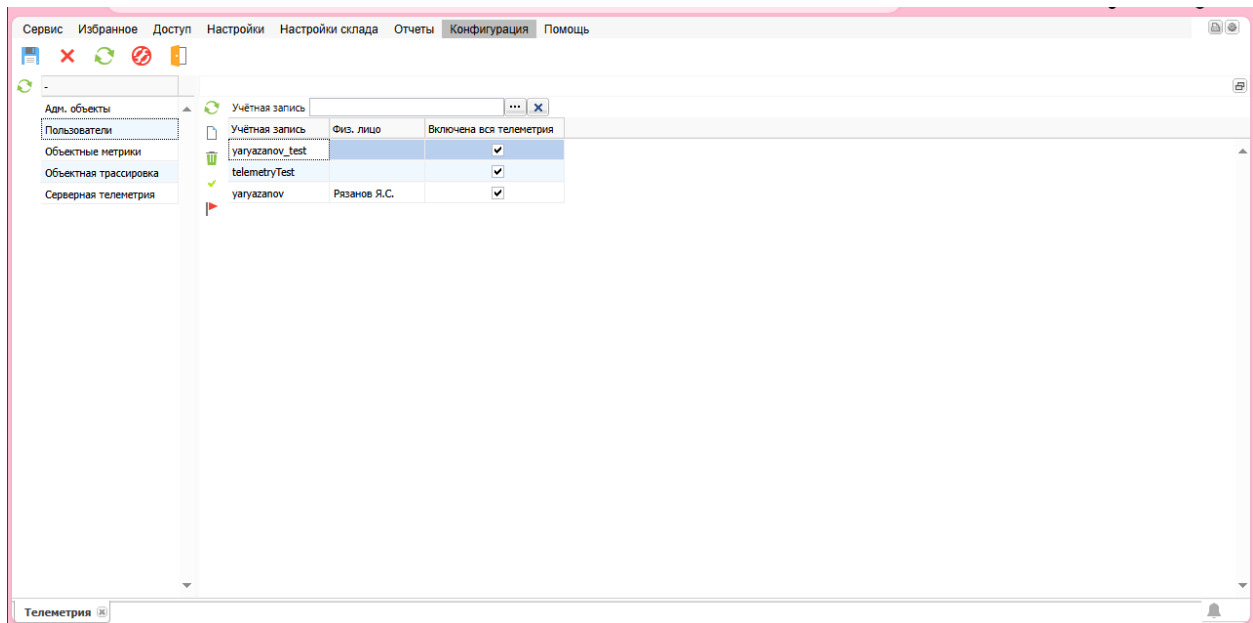 Сервис Избранное Доступ Настройки Настройки склада Отчеты Конфигурация Помощь
-
Адм. объекты
Пользователи
Объектные метрики
Объектная трассировка
Серверная телеметрия
Учётная запись ...
Учётная запись Физ. лицо Включена вся телеметрия
yaryazanov_test
telemetryTest
yaryazanov Рязанов Я.С.
Телеметрия